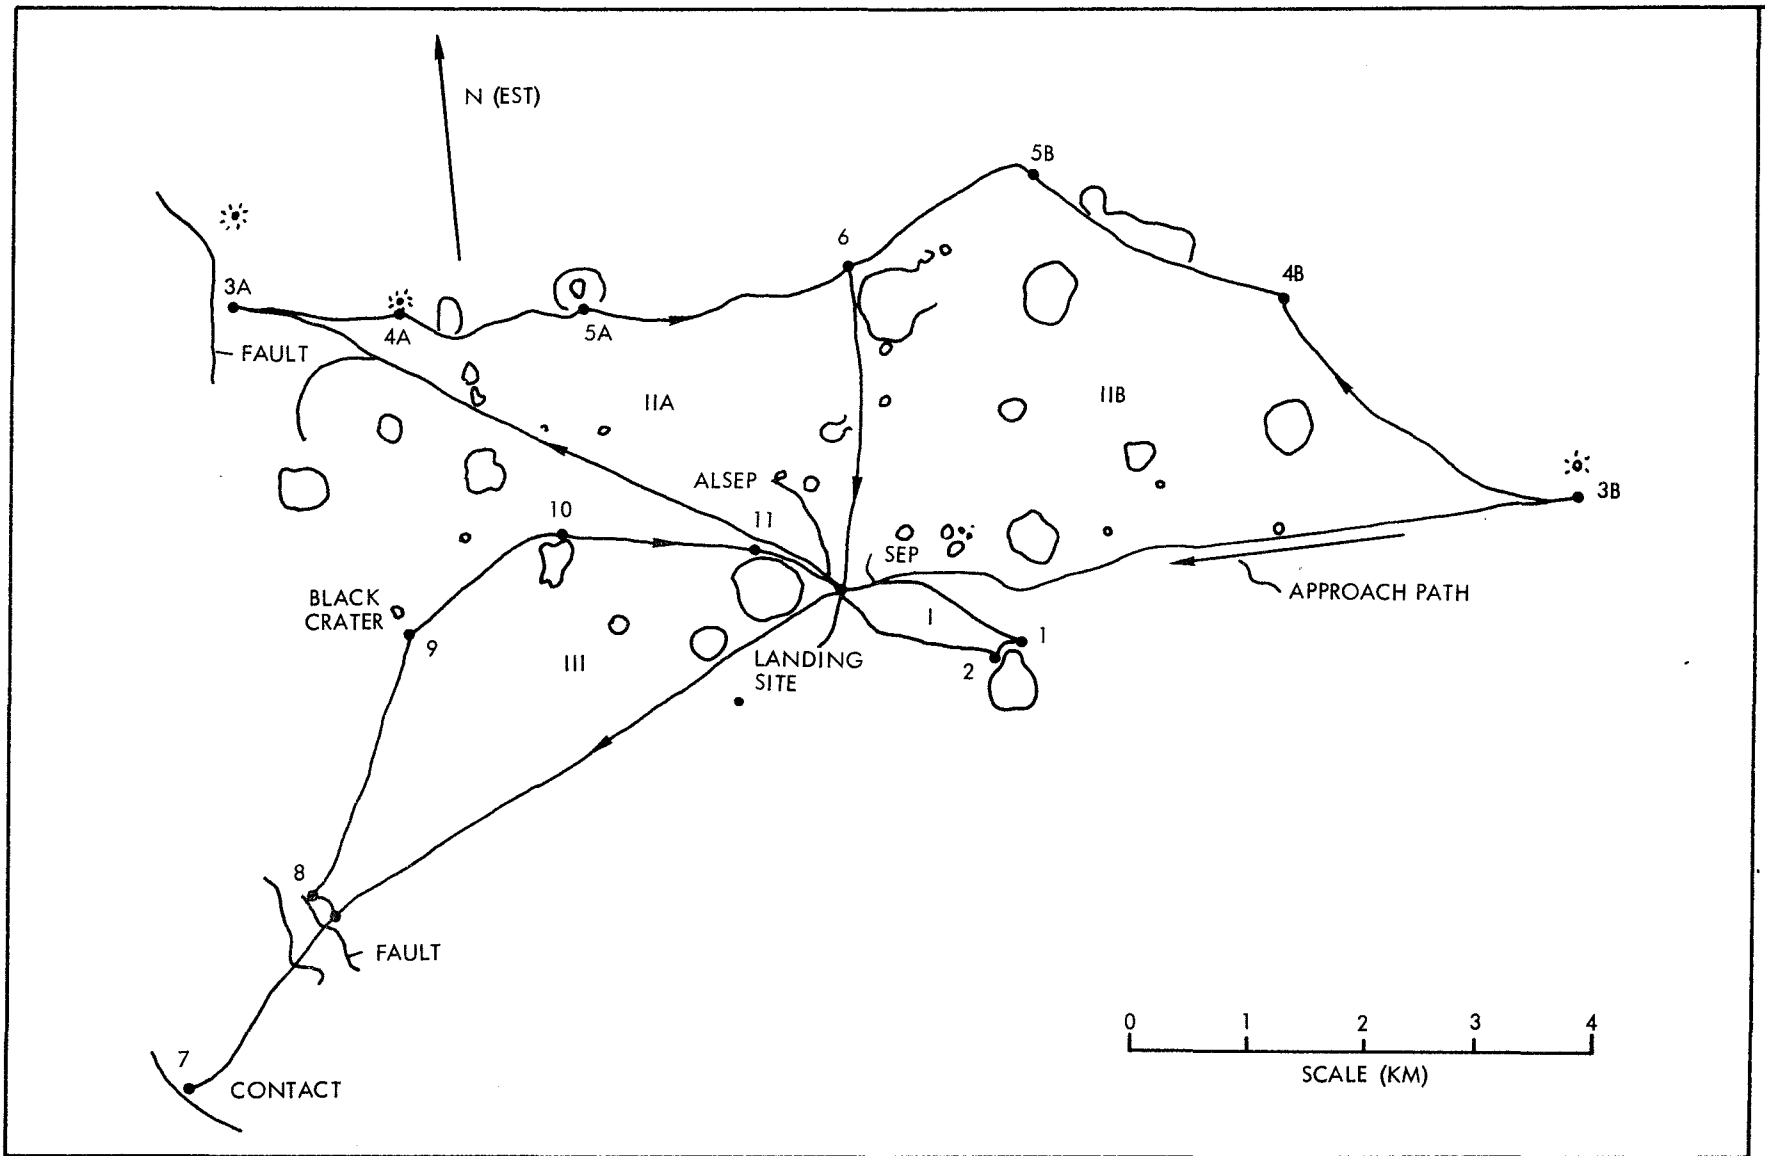 N (EST)
5B
6
3A
4B
4A
5A
FAULT
IIA
IIB
ALSEP
3B
10
11
SEP
APPROACH PATH
BLACK
CRATER
9
I
1
III
LANDING
SITE
2
8
FAULT
0 1 2 3 4
SCALE (KM)
7
CONTACT